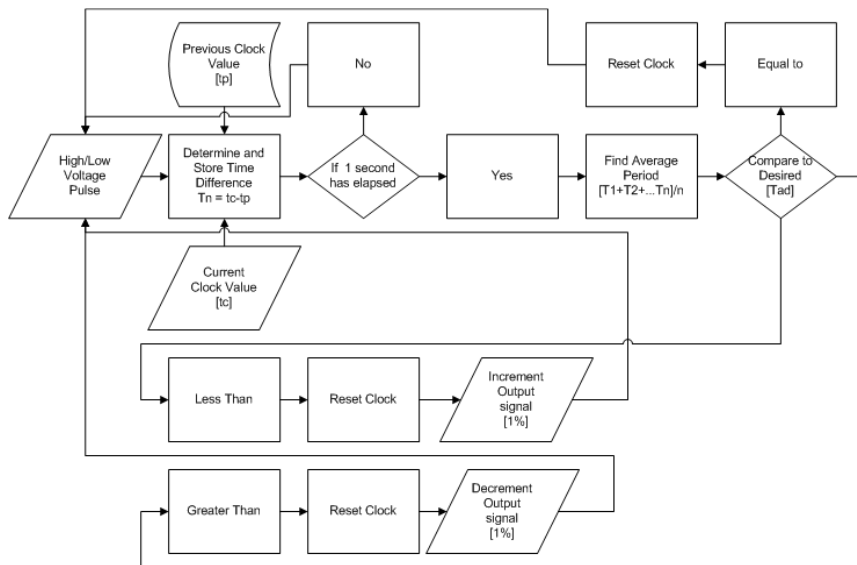 Previous Clock
Value
[tp]
No
Reset Clock
Equal to
High/Low
Voltage
Pulse
Determine and
Store Time
Difference
Tn = tc-tp
If 1 second
has elapsed
Yes
Find Average
Period
[T1+T2+...Tn]/n
Compare to
Desired
[Tad]
Current
Clock Value
[tc]
Less Than
Reset Clock
Increment
Output
signal
[1%]
Greater Than
Reset Clock
Decrement
Output
signal
[1%]